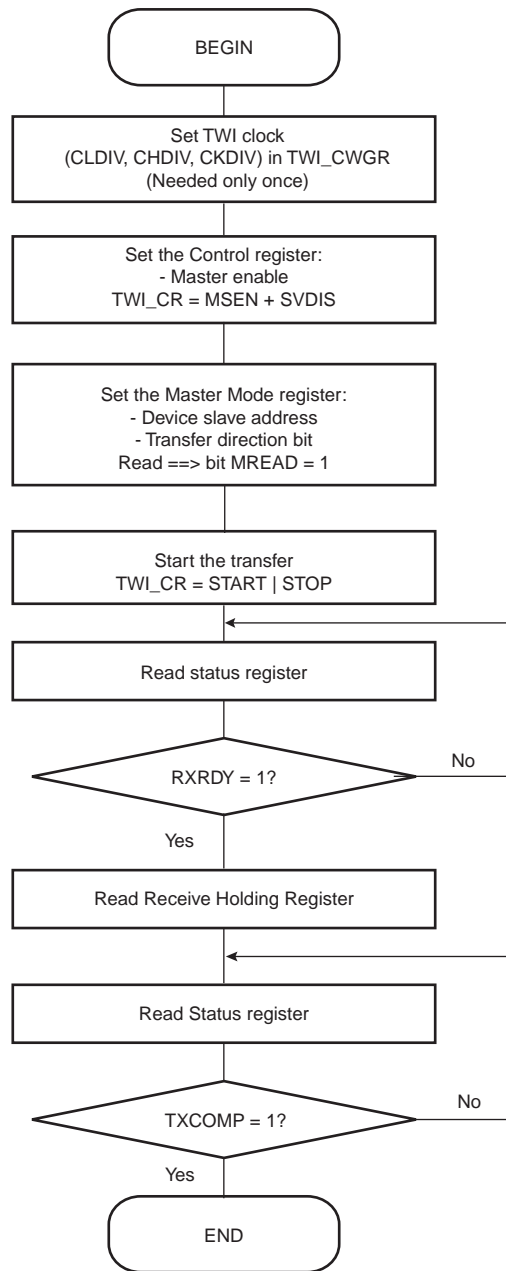 BEGIN
Set TWI clock
(CLDIV, CHDIV, CKDIV) in TWI_CWGR
(Needed only once)
Set the Control register:
- Master enable
TWI_CR = MSEN + SVDIS
Set the Master Mode register:
- Device slave address
- Transfer direction bit
Read ==> bit MREAD = 1
Start the transfer
TWI_CR = START | STOP
Read status register
RXRDY = 1?
No
Yes
Read Receive Holding Register
Read Status register
TXCOMP = 1?
No
Yes
END